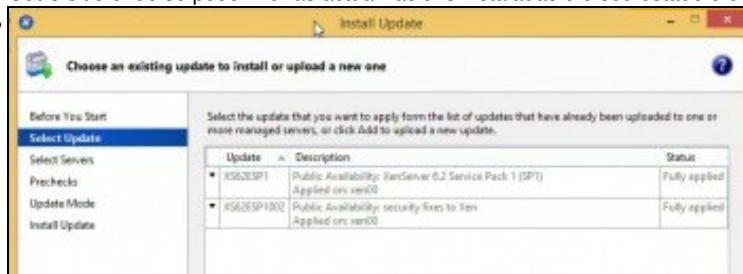 Install Update
Choose an existing update to install or upload a new one
Before You Start
Select Update
Select Servers
Prechecks
Update Mode
Install Update
Select the update that you want to apply form the list of updates that have already been uploaded to one or
more managed servers, or click Add to upload a new update.
Update Description Status
XS62ESP1 Public Availability: XenServer 6.2 Service Pack 1 (SP1) Fully applied
Applied on: xen00
XS62ESP1002 Public Availability: security fixes to Xen Fully applied
Applied on: xen00